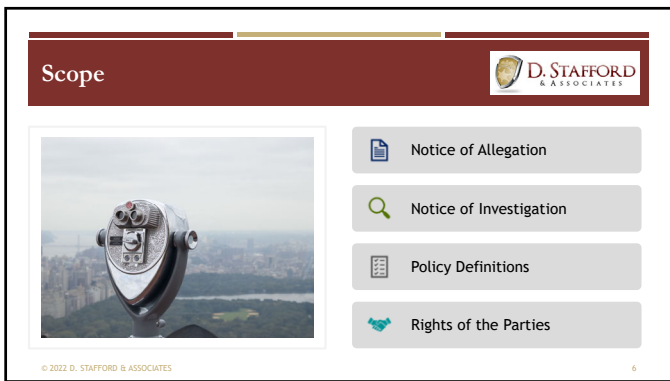 Scope
D. STAFFORD
& ASSOCIATES
Notice of Allegation
Notice of Investigation
Policy Definitions
Rights of the Parties
© 2022 D. STAFFORD & ASSOCIATES
6